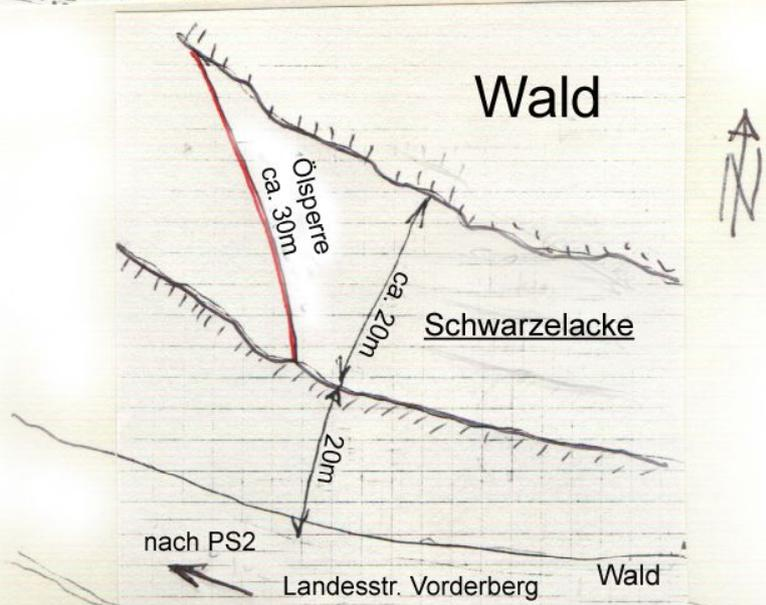 Wald
N
Ölsperre
ca. 30m
ca. 20m
Schwarzelacke
20m
nach PS2
Landesstr. Vorderberg
Wald